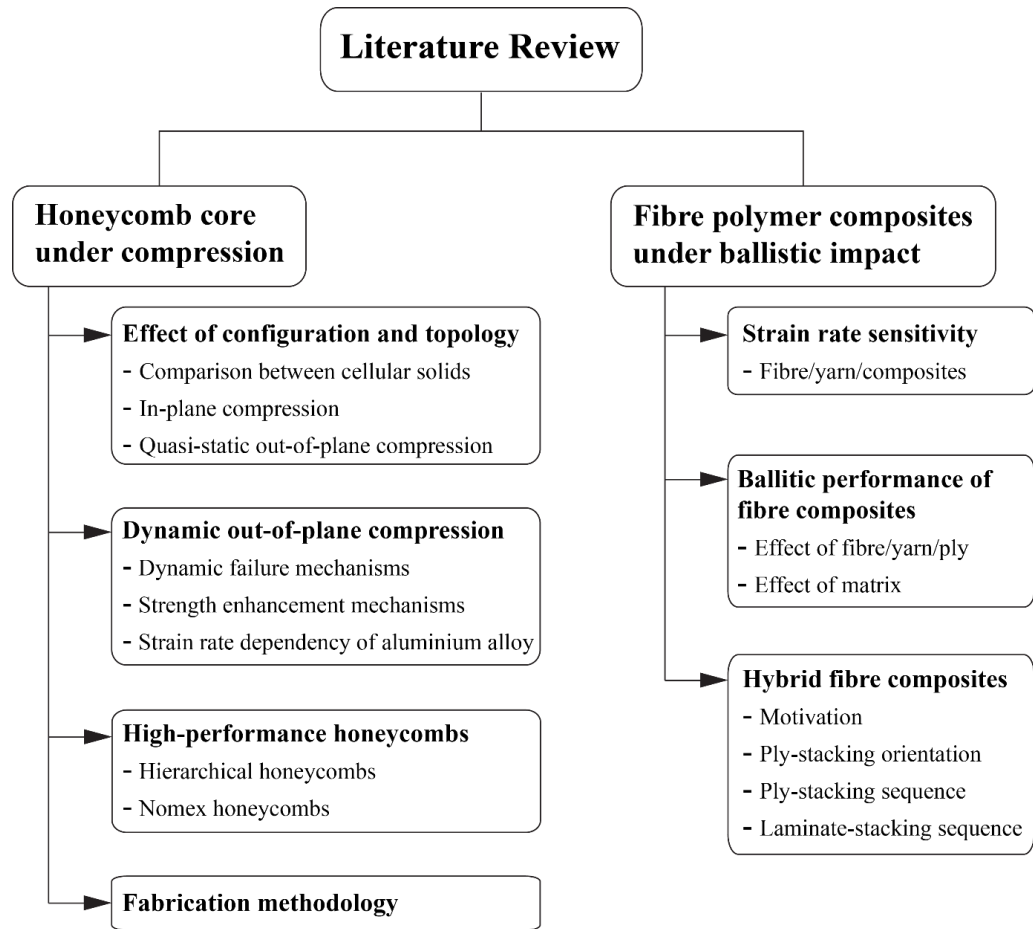 Literature Review
Honeycomb core
under compression
Effect of configuration and topology
- Comparison between cellular solids
- In-plane compression
- Quasi-static out-of-plane compression
Dynamic out-of-plane compression
- Dynamic failure mechanisms
- Strength enhancement mechanisms
- Strain rate dependency of aluminium alloy
High-performance honeycombs
- Hierarchical honeycombs
- Nomex honeycombs
Fabrication methodology
Fibre polymer composites
under ballistic impact
Strain rate sensitivity
- Fibre/yarn/composites
Ballitic performance of
fibre composites
- Effect of fibre/yarn/ply
- Effect of matrix
Hybrid fibre composites
- Motivation
- Ply-stacking orientation
- Ply-stacking sequence
- Laminate-stacking sequence